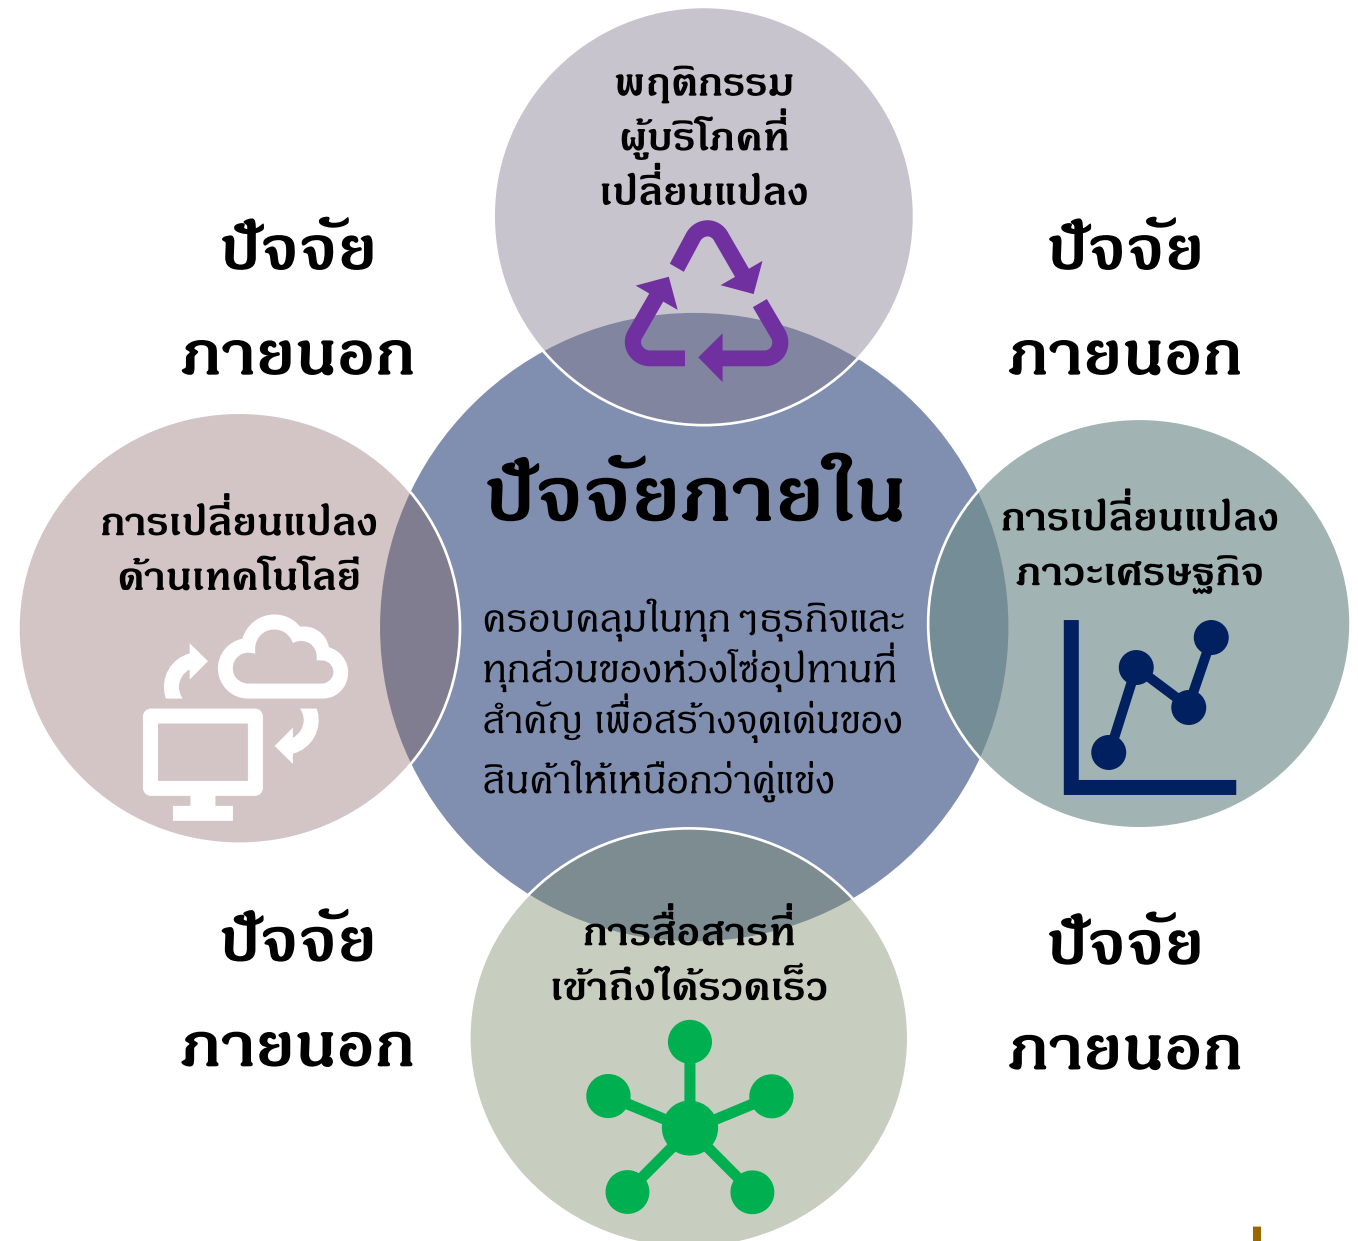 พฤติกรรม
ผู้บริโภคที่
เปลี่ยนแปลง
ปัจจัย
ภายนอก
ปัจจัย
ภายนอก
การเปลี่ยนแปลง
ด้านเทคโนโลยี
ปัจจัยภายใน
ครอบคลุมในทุก ๆธุรกิจและ
ทุกส่วนของห่วงโซ่อุปทานที่
สำคัญ เพื่อสร้างจุดเด่นของ
สินค้าให้เหนือกว่าคู่แข่ง
การเปลี่ยนแปลง
ภาวะเศรษฐกิจ
ปัจจัย
ภายนอก
การสื่อสารที่
เข้าถึงได้รวดเร็ว
ปัจจัย
ภายนอก